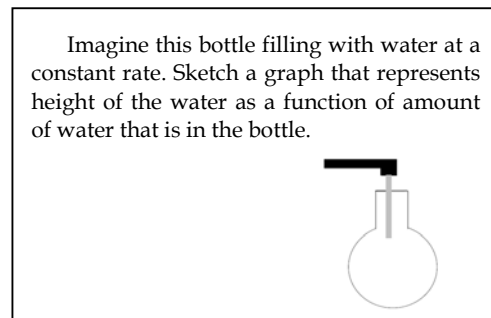 Imagine this bottle filling with water at a
constant rate. Sketch a graph that represents
height of the water as a function of amount
of water that is in the bottle.